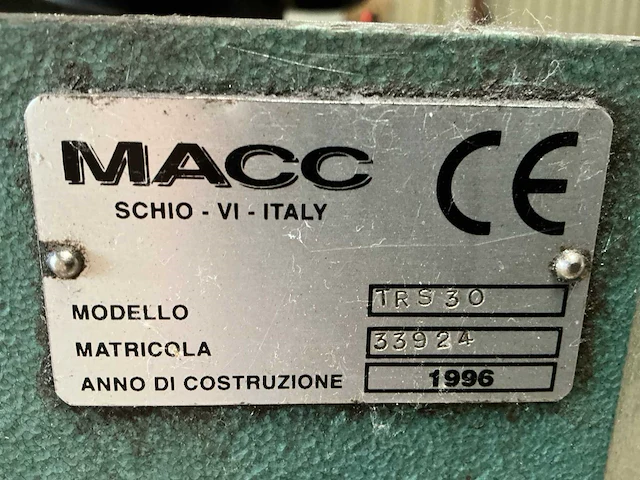 MACC
CE
SCHIO - VI - ITALY
MODELLO TRS30
MATRICOLA 33924
ANNO DI COSTRUZIONE 1996